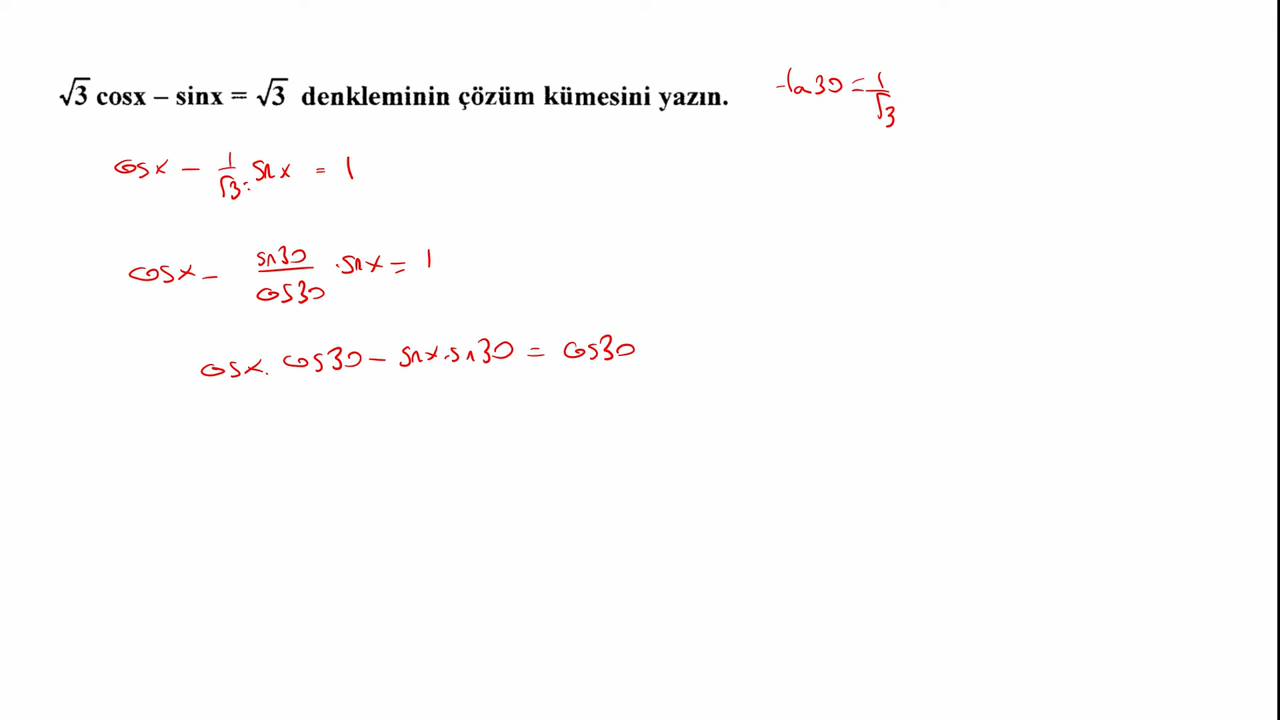 √3 cosx – sinx = √3 denkleminin çözüm kümesini yazın.
tan30 = 1/√3
cosx – 1/√3 . sinx = 1
cosx – sin30/cos30 . sinx = 1
cosx . cos30 – sinx . sin30 = cos30